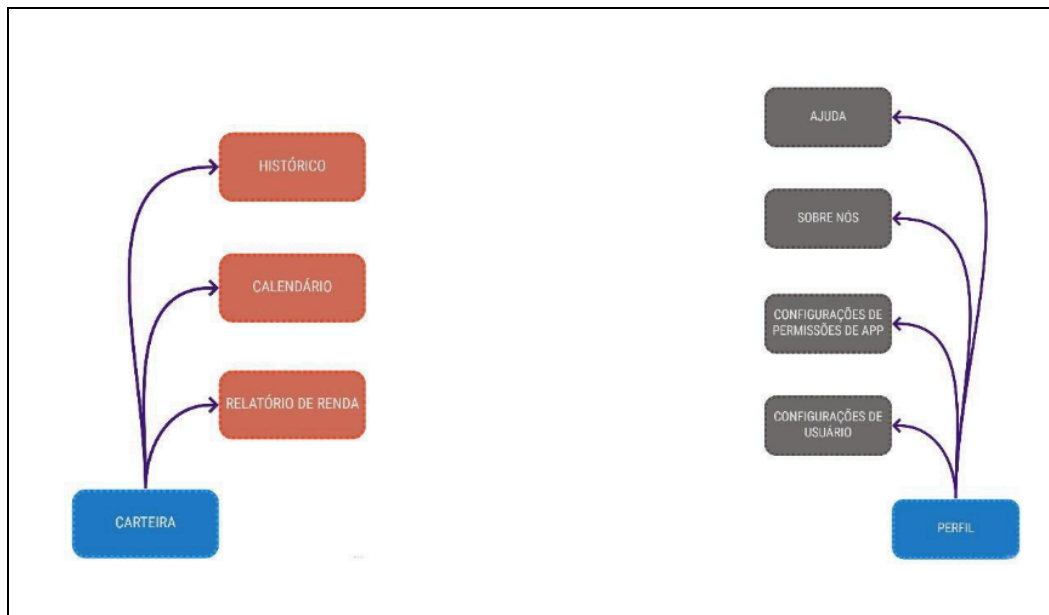 HISTÓRICO
CALENDÁRIO
RELATÓRIO DE RENDA
CARTEIRA
AJUDA
SOBRE NÓS
CONFIGURAÇÕES DE
PERMISSÕES DE APP
CONFIGURAÇÕES DE
USUÁRIO
PERFIL